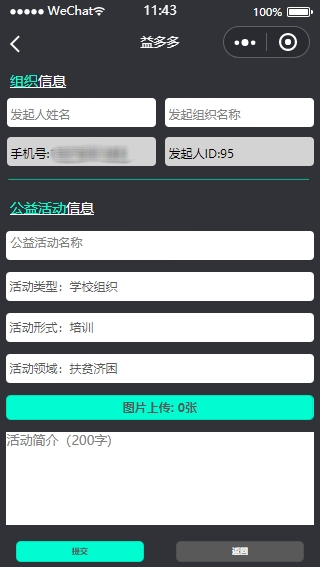 WeChat 11:43 100%
益多多
组织信息
发起人姓名 发起组织名称
手机号: 发起人ID:95
公益活动信息
公益活动名称
活动类型：学校组织
活动形式：培训
活动领域：扶贫济困
图片上传: 0张
活动简介（200字)
提交 返回